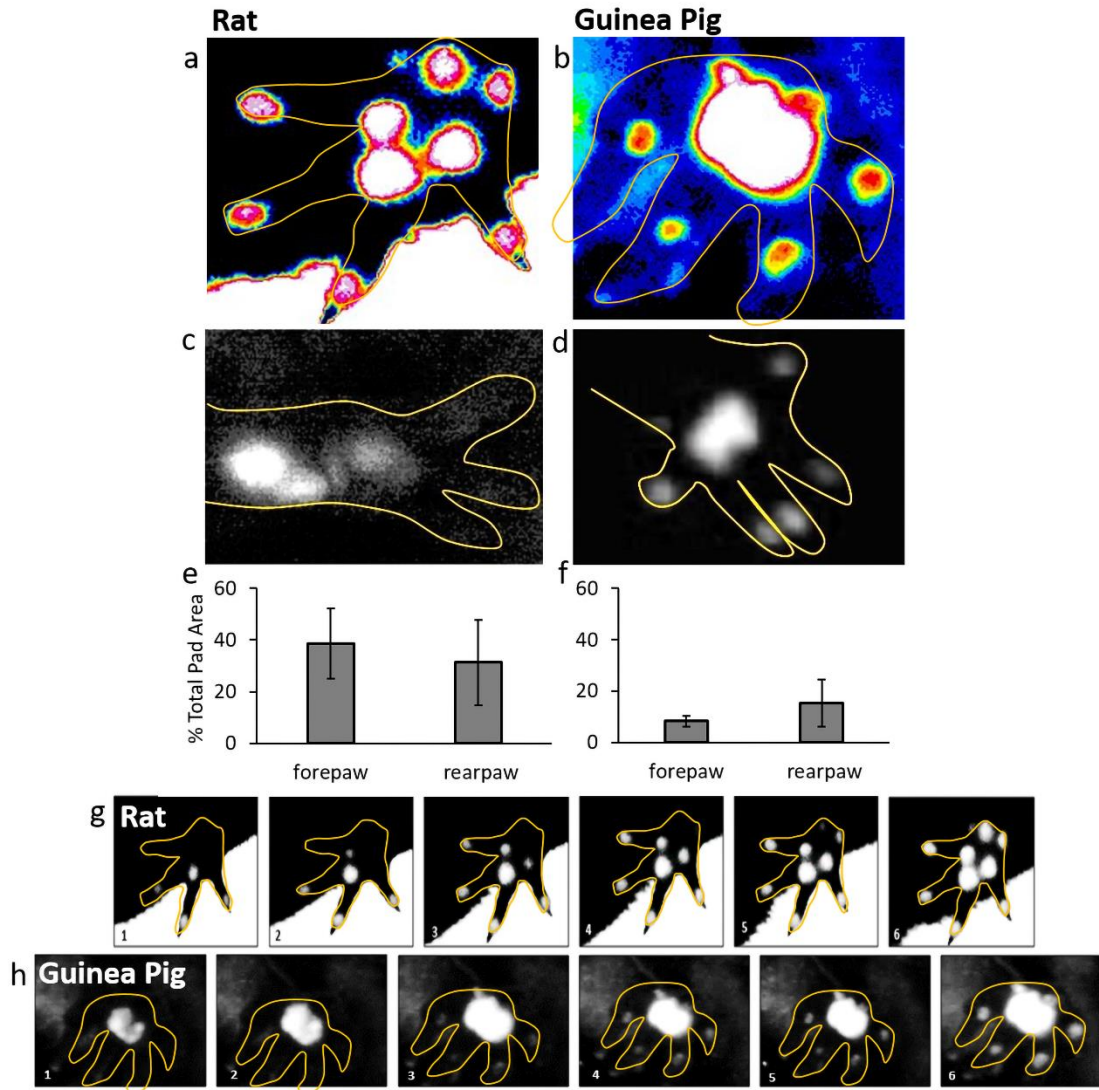 Rat Guinea Pig
a b
c d
e f
60 60
40 40
20 20
0 0
% Total Pad Area
forepaw rearpaw forepaw rearpaw
g Rat
1 2 3 4 5 6
h Guinea Pig
1 2 3 4 5 6